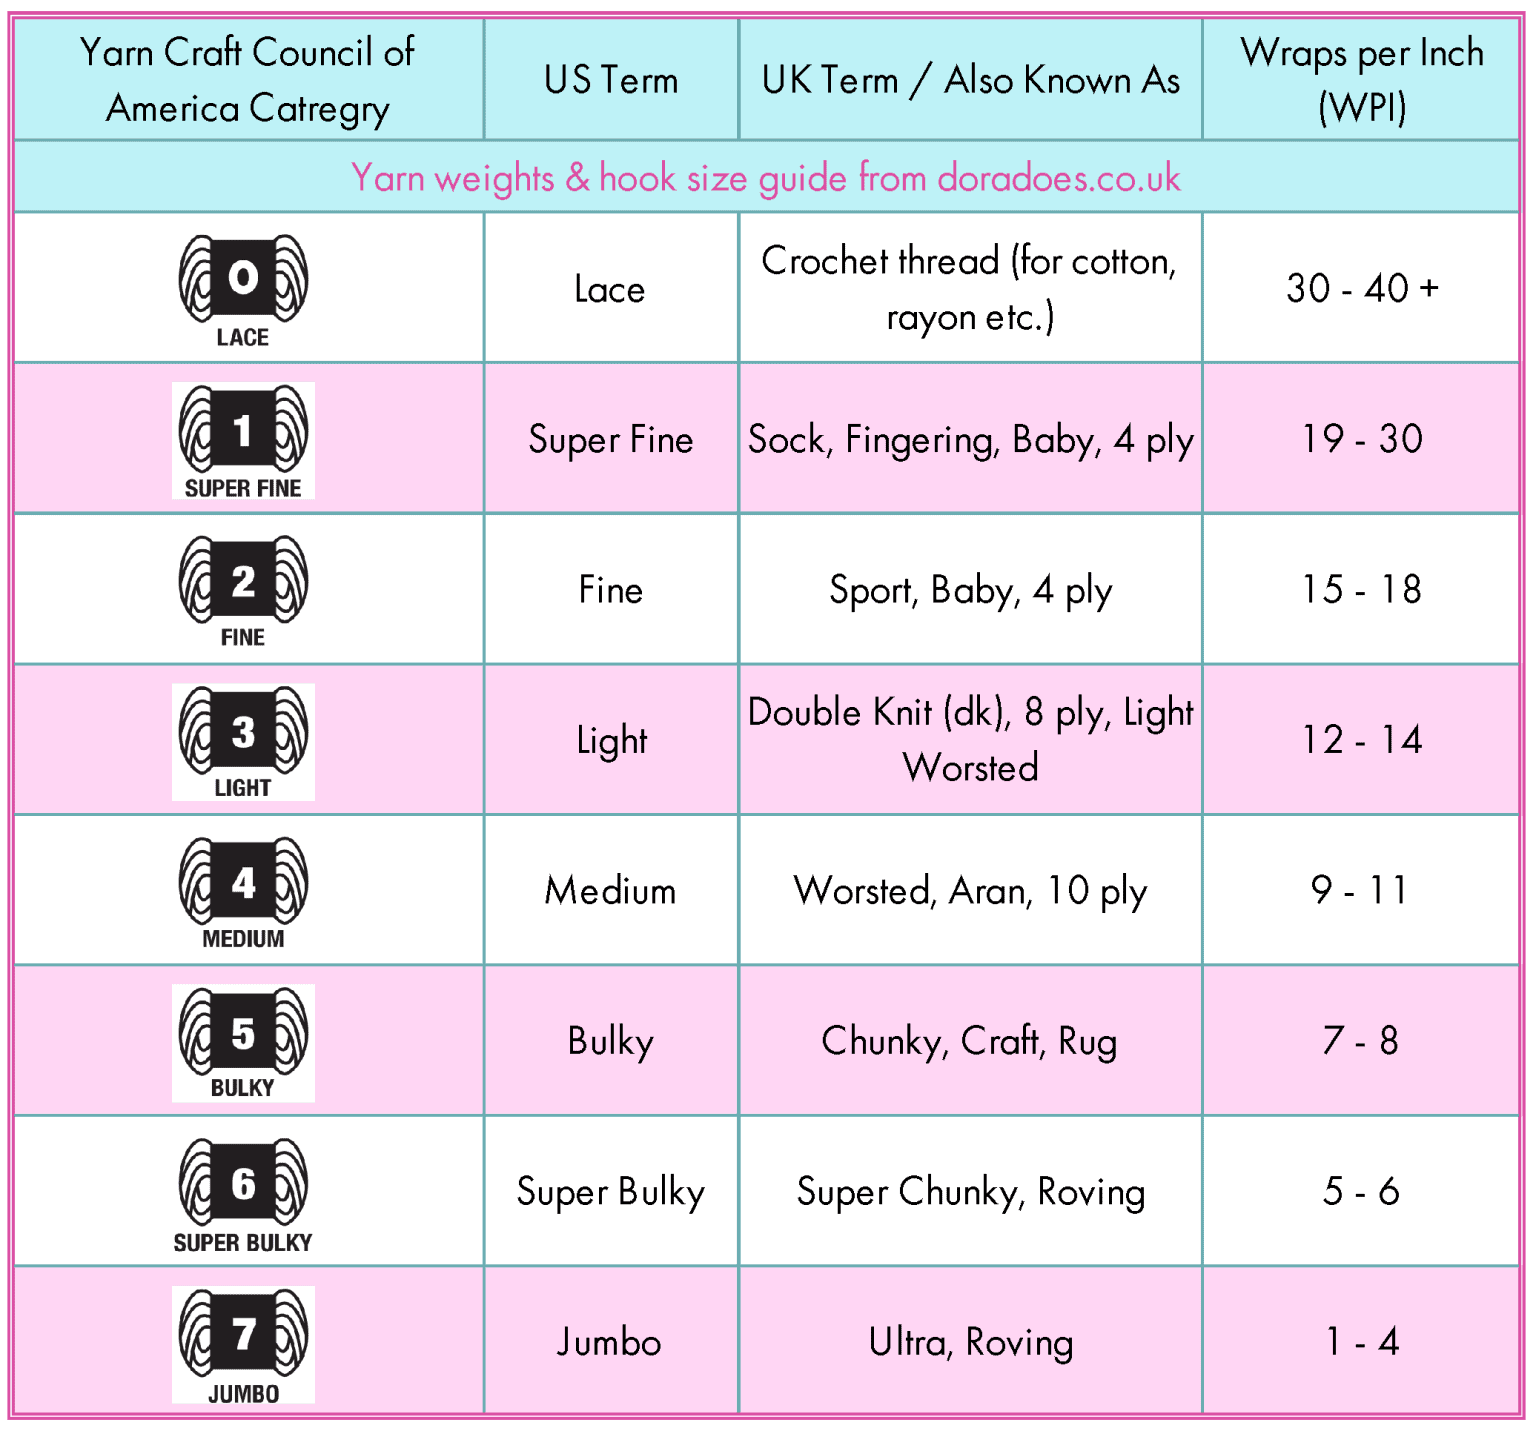 Yarn Craft Council of
America Catregry
US Term
UK Term / Also Known As
Wraps per Inch
(WPI)
Yarn weights & hook size guide from doradoes.co.uk
0
LACE
Lace
Crochet thread (for cotton,
rayon etc.)
30 - 40 +
1
SUPER FINE
Super Fine
Sock, Fingering, Baby, 4 ply
19 - 30
2
FINE
Fine
Sport, Baby, 4 ply
15 - 18
3
LIGHT
Light
Double Knit (dk), 8 ply, Light
Worsted
12 - 14
4
MEDIUM
Medium
Worsted, Aran, 10 ply
9 - 11
5
BULKY
Bulky
Chunky, Craft, Rug
7 - 8
6
SUPER BULKY
Super Bulky
Super Chunky, Roving
5 - 6
7
JUMBO
Jumbo
Ultra, Roving
1 - 4